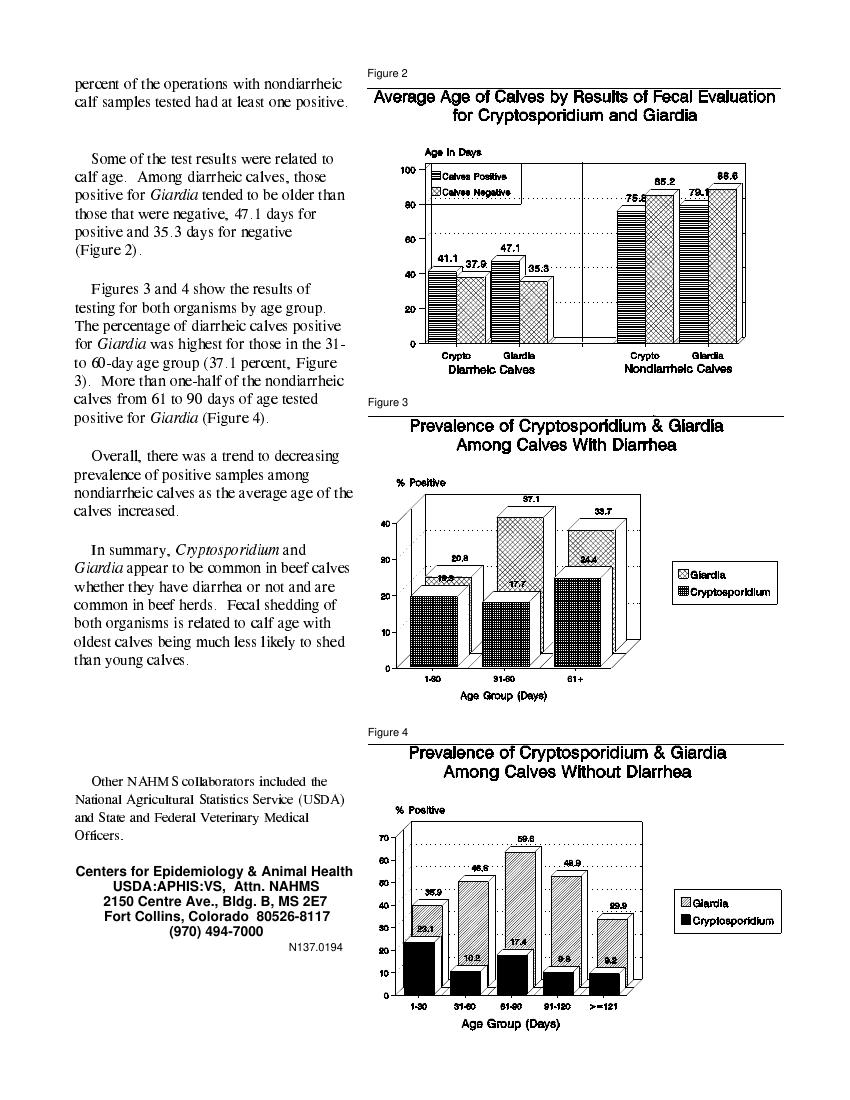 percent of the operations with nondiarrheic
calf samples tested had at least one positive.
Some of the test results were related to
calf age. Among diarrheic calves, those
positive for Giardia tended to be older than
those that were negative, 47.1 days for
positive and 35.3 days for negative
(Figure 2).
Figures 3 and 4 show the results of
testing for both organisms by age group.
The percentage of diarrheic calves positive
for Giardia was highest for those in the 31-
to 60-day age group (37.1 percent, Figure
3). More than one-half of the nondiarrheic
calves from 61 to 90 days of age tested
positive for Giardia (Figure 4).
Overall, there was a trend to decreasing
prevalence of positive samples among
nondiarrheic calves as the average age of the
calves increased.
In summary, Cryptosporidium and
Giardia appear to be common in beef calves
whether they have diarrhea or not and are
common in beef herds. Fecal shedding of
both organisms is related to calf age with
oldest calves being much less likely to shed
than young calves.
Other NAHMS collaborators included the
National Agricultural Statistics Service (USDA)
and State and Federal Veterinary Medical
Officers.
Centers for Epidemiology & Animal Health
USDA:APHIS:VS, Attn. NAHMS
2150 Centre Ave., Bldg. B, MS 2E7
Fort Collins, Colorado 80526-8117
(970) 494-7000
N137.0194
Figure 2
Average Age of Calves by Results of Fecal Evaluation
for Cryptosporidium and Giardia
Age In Days
100
80
60
40
20
0
Calves Positive
Calves Negative
41.1
37.9
47.1
35.3
75.8
85.2
79.1
88.6
Crypto
Giardia
Crypto
Giardia
Diarrheic Calves
Nondiarrheic Calves
Figure 3
Prevalence of Cryptosporidium & Giardia
Among Calves With Diarrhea
% Positive
40
20
10
0
20.8
37.1
17.7
33.7
24.4
61+
Age Group (Days)
Giardia
Cryptosporidium
Figure 4
Prevalence of Cryptosporidium & Giardia
Among Calves Without Diarrhea
% Positive
70
60
50
40
30
20
10
0
23.1
10.2
17.4
9.2
29.9
1-30
31-60
61-90
91-120
>=121
Age Group (Days)
Giardia
Cryptosporidium